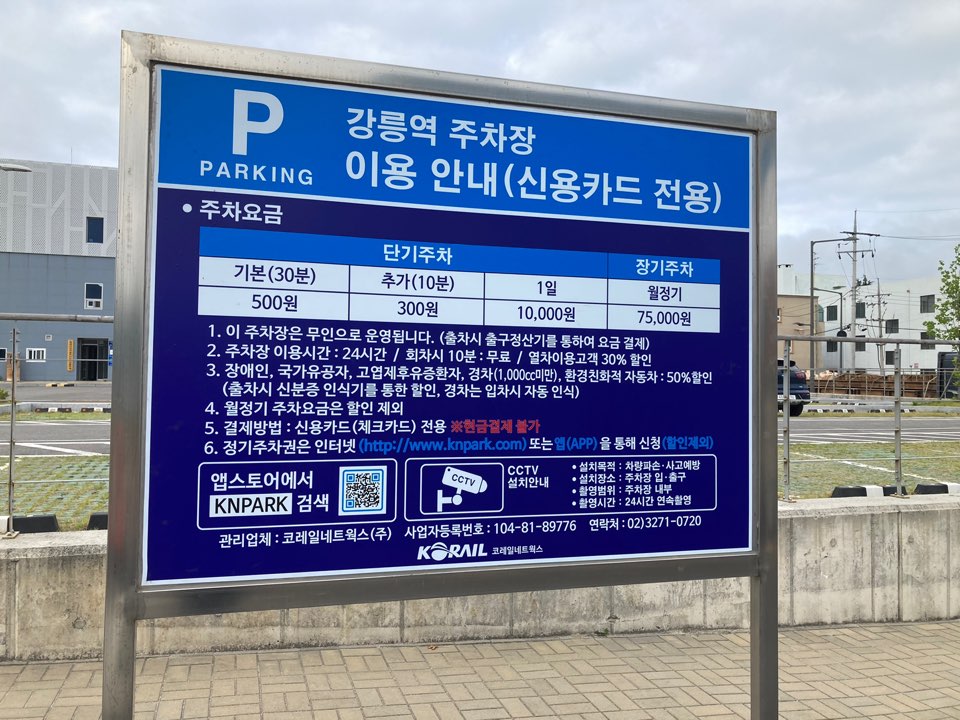 P
PARKING
강릉역 주차장
이용 안내(신용카드 전용)
• 주차요금
단기주차 장기주차
기본(30분) 추가(10분) 1일 월정기
500원 300원 10,000원 75,000원
1. 이 주차장은 무인으로 운영됩니다. (출차시 출구정산기를 통하여 요금 결제)
2. 주차장 이용시간 : 24시간 / 회차시 10분 : 무료 / 열차이용고객 30% 할인
3. 장애인, 국가유공자, 고엽제후유증환자, 경차(1,000cc미만), 환경친화적 자동차 : 50%할인
(출차시 신분증 인식기를 통한 할인, 경차는 입차시 자동 인식)
4. 월정기 주차요금은 할인 제외
5. 결제방법 : 신용카드(체크카드) 전용 ※현금결제 불가
6. 정기주차권은 인터넷(http://www.knpark.com) 또는 앱(APP) 을 통해 신청(할인제외)
앱스토어에서
KNPARK 검색
CCTV
CCTV
설치안내
• 설치목적 : 차량파손·사고예방
• 설치장소 : 주차장 입·출구
• 촬영범위 : 주차장 내부
• 촬영시간 : 24시간 연속촬영
관리업체 : 코레일네트웍스(주) 사업자등록번호 : 104-81-89776 연락처 : 02)3271-0720
KORAIL 코레일네트웍스